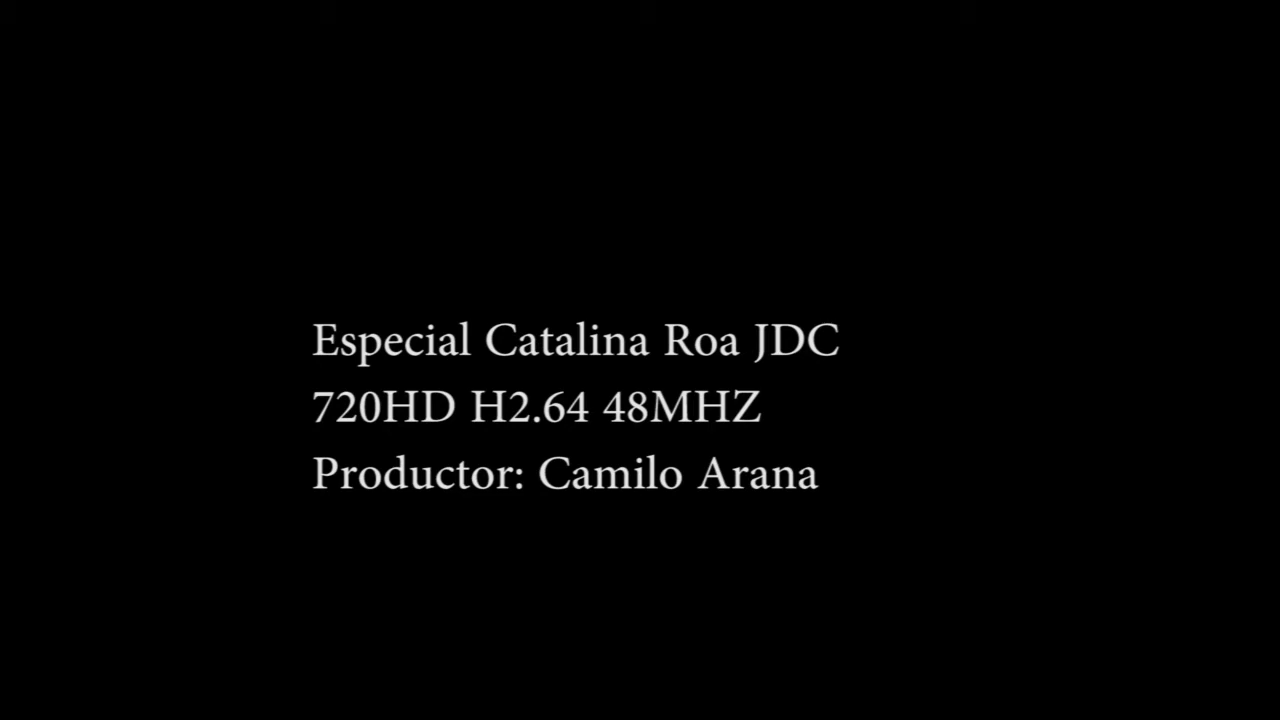 Especial Catalina Roa JDC
720HD H2.64 48MHZ
Productor: Camilo Arana